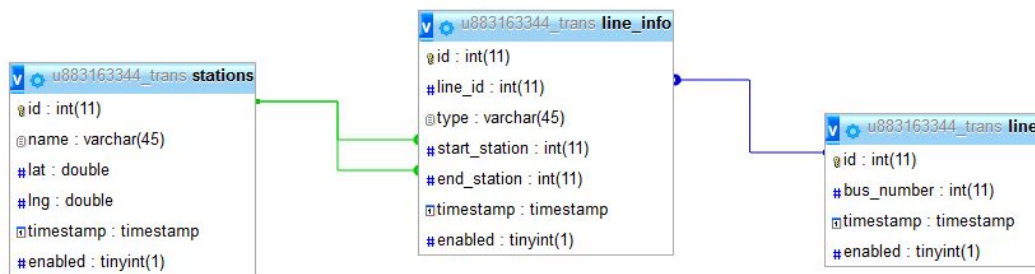 u883163344_trans stations
id : int(11)
name : varchar(45)
lat : double
lng : double
timestamp : timestamp
enabled : tinyint(1)
u883163344_trans line_info
id : int(11)
line_id : int(11)
type : varchar(45)
start_station : int(11)
end_station : int(11)
timestamp : timestamp
enabled : tinyint(1)
u883163344_trans line
id : int(11)
bus_number : int(11)
timestamp : timestamp
enabled : tinyint(1)